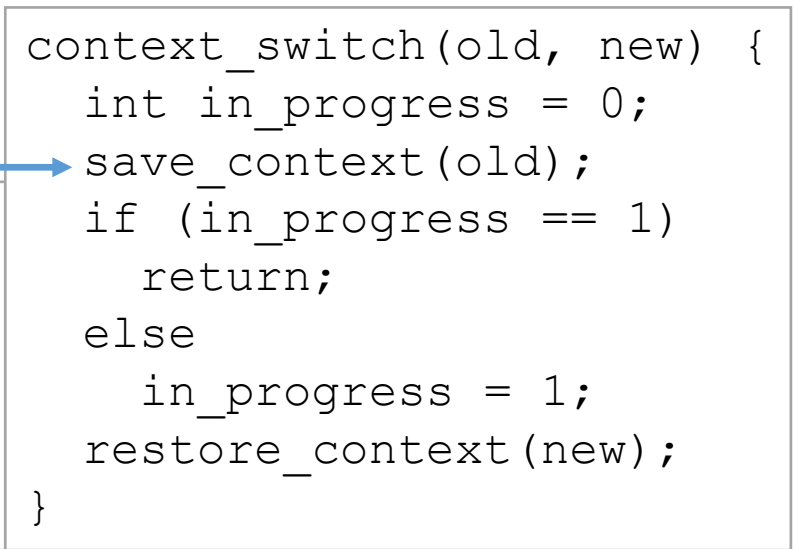 context_switch(old, new) {
  int in_progress = 0;
  save_context(old);
  if (in_progress == 1)
    return;
  else
    in_progress = 1;
  restore_context(new);
}